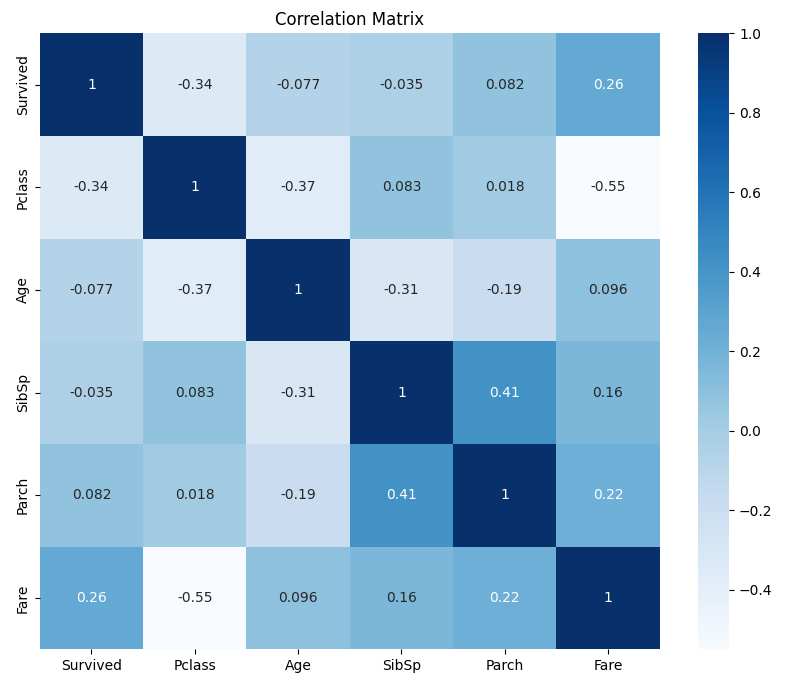 Correlation Matrix
Survived 1 -0.34 -0.077 -0.035 0.082 0.26
Pclass -0.34 1 -0.37 0.083 0.018 -0.55
Age -0.077 -0.37 1 -0.31 -0.19 0.096
SibSp -0.035 0.083 -0.31 1 0.41 0.16
Parch 0.082 0.018 -0.19 0.41 1 0.22
Fare 0.26 -0.55 0.096 0.16 0.22 1
Survived Pclass Age SibSp Parch Fare
1.0
0.8
0.6
0.4
0.2
0.0
−0.2
−0.4